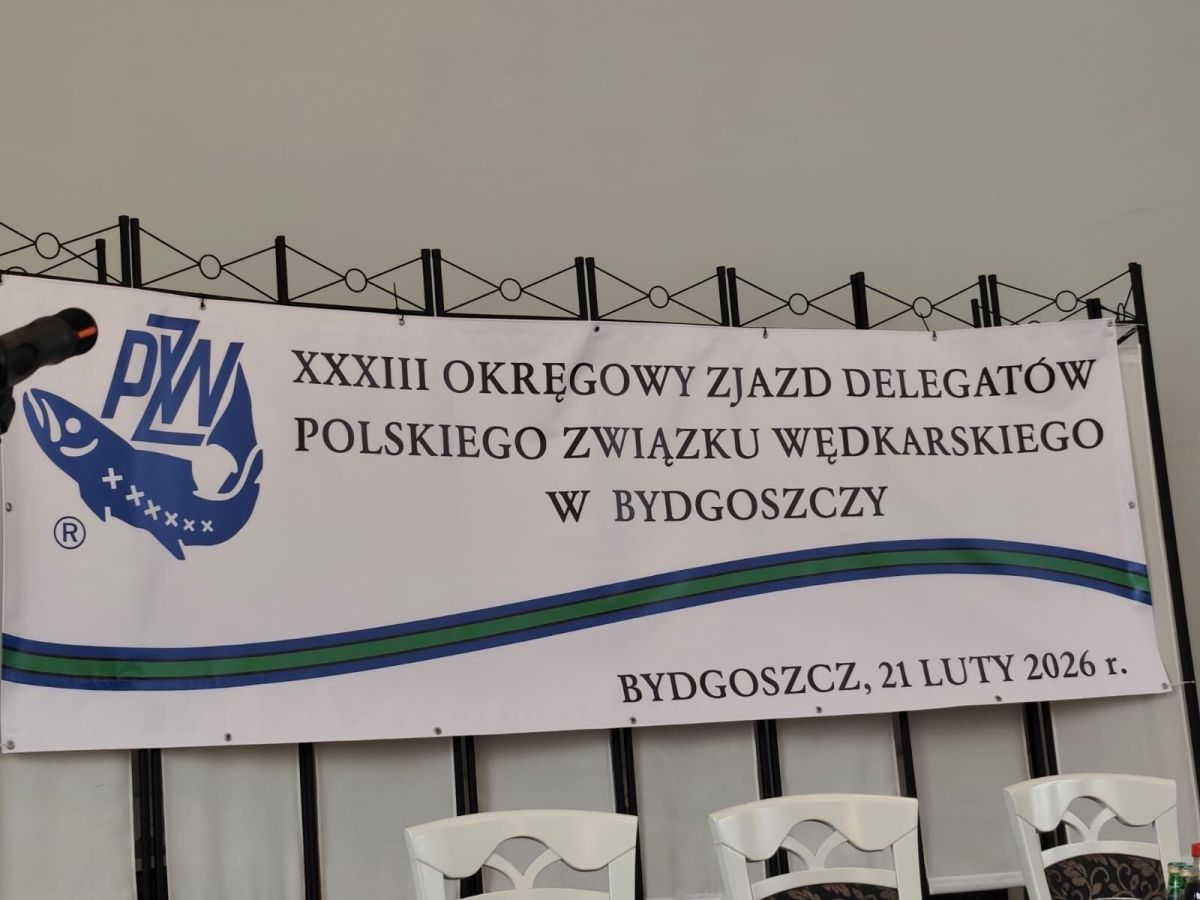 PZW
®
XXXIII OKRĘGOWY ZJAZD DELEGATÓW
POLSKIEGO ZWIĄZKU WĘDKARSKIEGO
W BYDGOSZCZY
BYDGOSZCZ, 21 LUTY 2026 r.